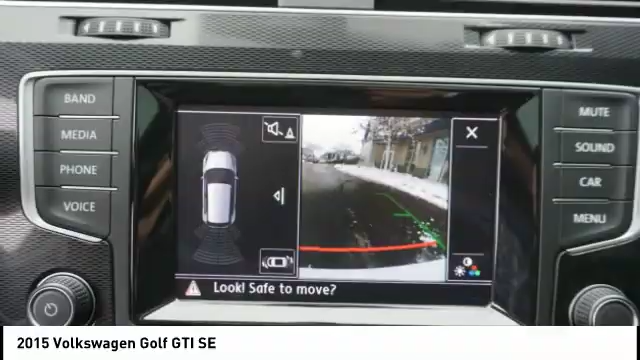 BAND
MEDIA
PHONE
VOICE
MUTE
SOUND
CAR
MENU
Look! Safe to move?
2015 Volkswagen Golf GTI SE